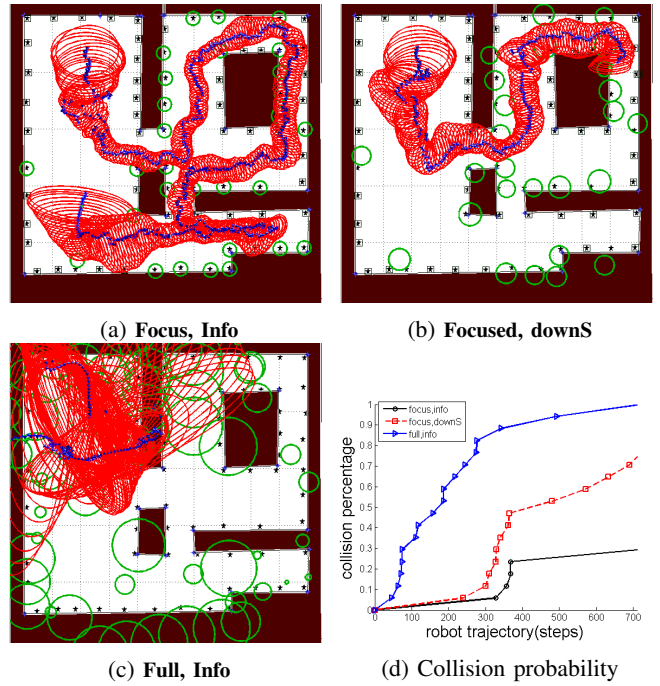 (a) Focus, Info
(b) Focused, downS
(c) Full, Info
focus,info
focus,downS
full,info
collision percentage
1
0.9
0.8
0.7
0.6
0.5
0.4
0.3
0.2
0.1
0
0
100
200
300
400
500
600
700
robot trajectory(steps)
(d) Collision probability